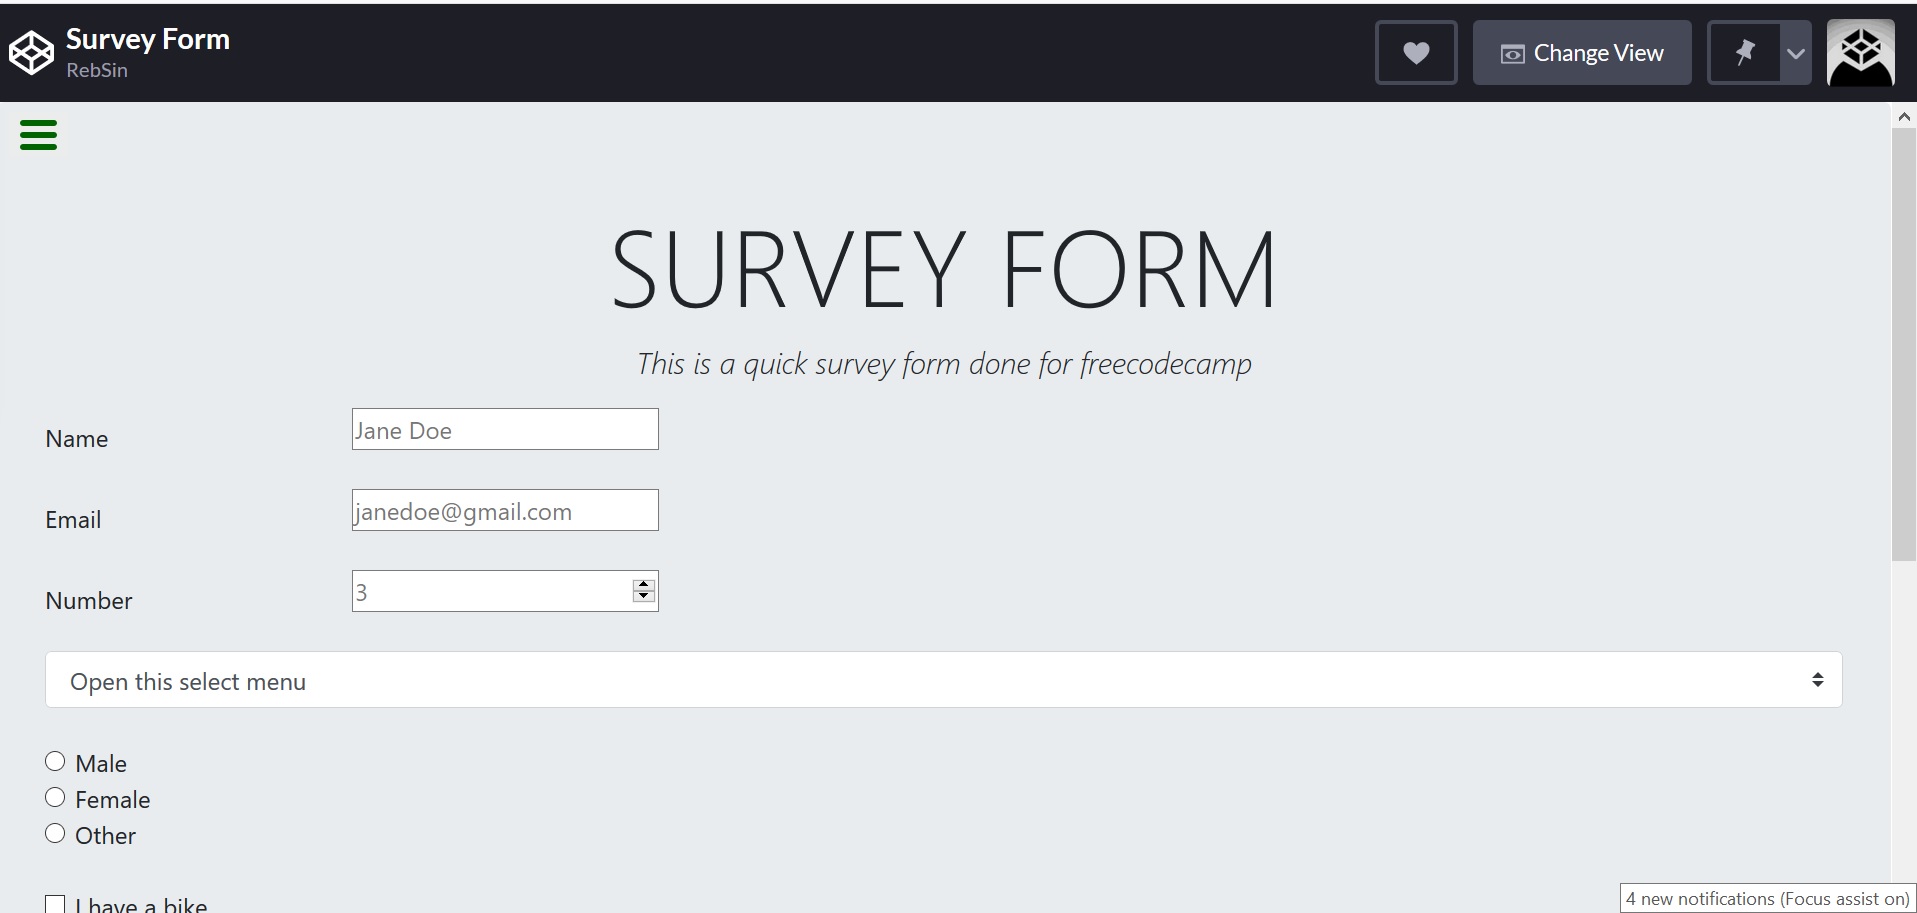 Survey Form
RebSin
Change View
SURVEY FORM
This is a quick survey form done for freecodecamp
Name
Jane Doe
Email
janedoe@gmail.com
Number
3
Open this select menu
Male
Female
Other
I have a bike
4 new notifications (Focus assist on)